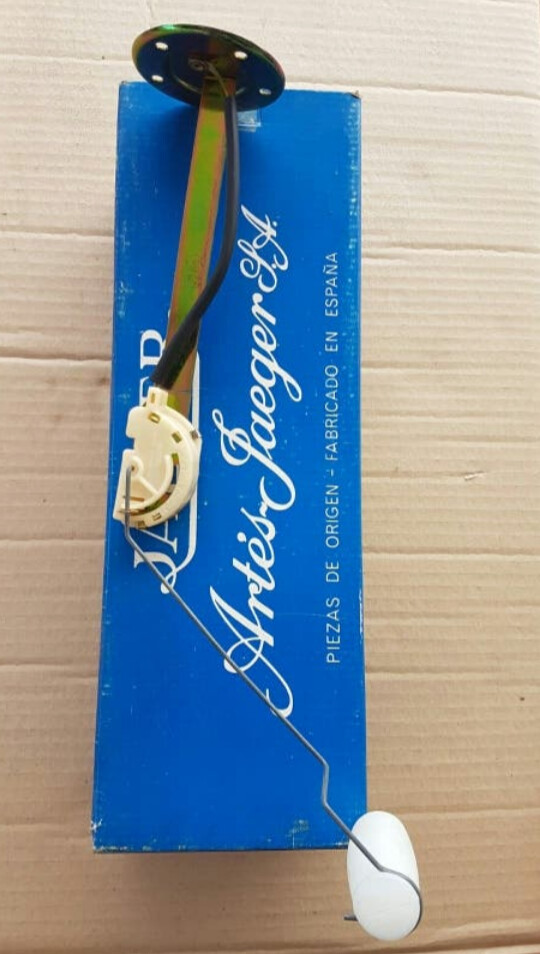 Artés-Jaeger S.A.
PIEZAS DE ORIGEN - FABRICADO EN ESPAÑA